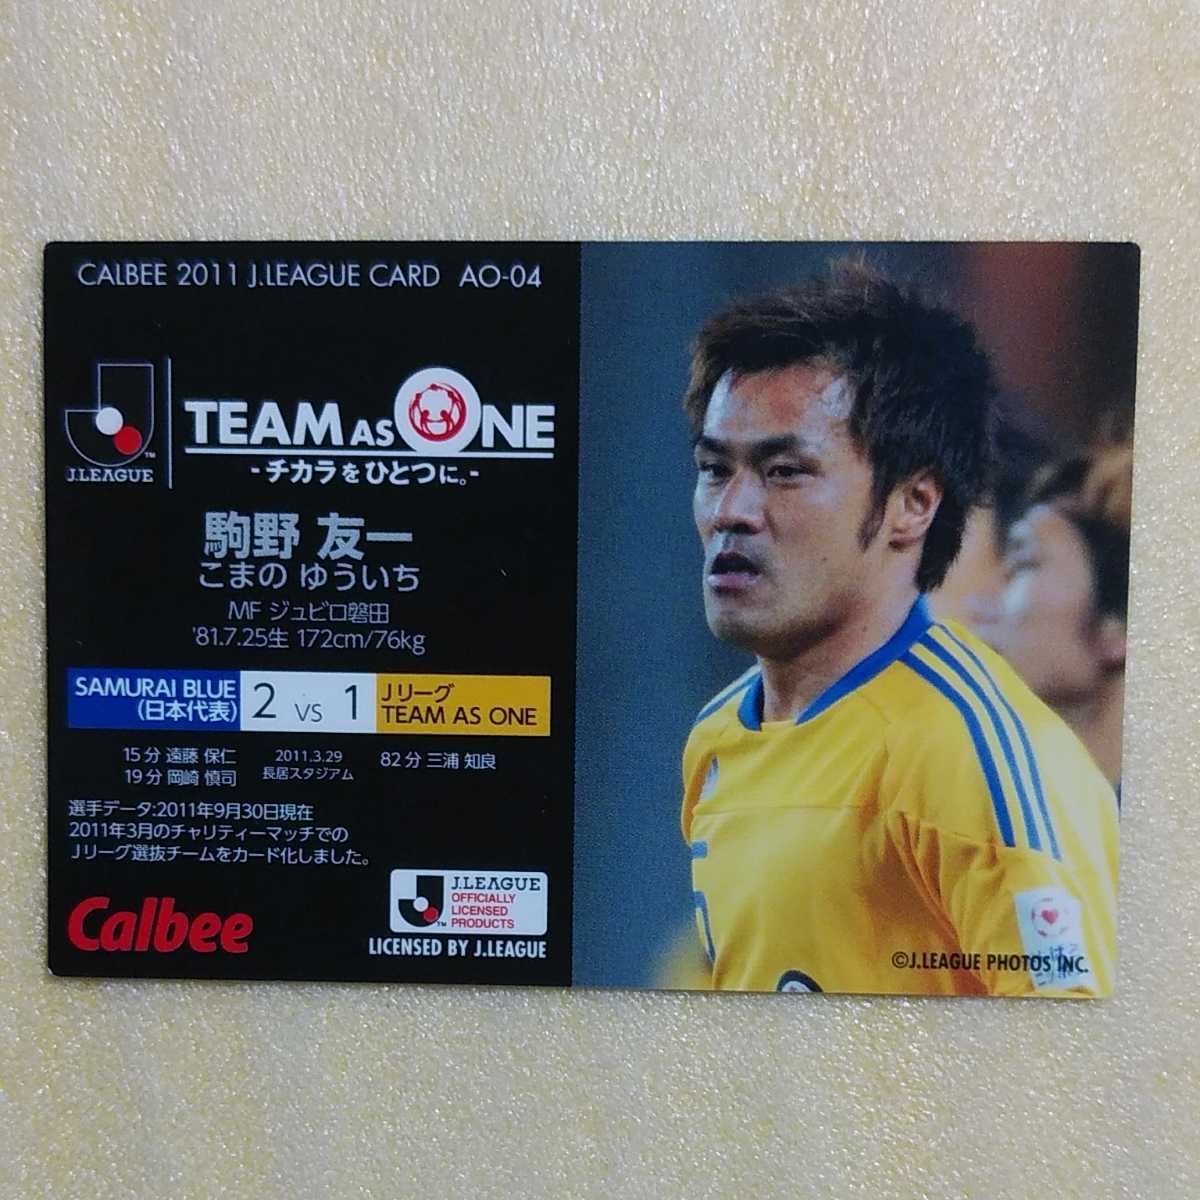 CALBEE 2011 J.LEAGUE CARD AO-04
J.LEAGUE
TM
TEAM AS ONE
-チカラをひとつに。-
駒野 友一
こまの ゆういち
MF ジュビロ磐田
'81.7.25生 172cm/76kg
SAMURAI BLUE
(日本代表)
2 vs 1
Jリーグ
TEAM AS ONE
15分 遠藤 保仁
19分 岡崎 慎司
2011.3.29
長居スタジアム
82分 三浦 知良
選手データ:2011年9月30日現在
2011年3月のチャリティーマッチでの
Jリーグ選抜チームをカード化しました。
Calbee
TM
J.LEAGUE
OFFICIALLY
LICENSED
PRODUCTS
LICENSED BY J.LEAGUE
©J.LEAGUE PHOTOS INC.